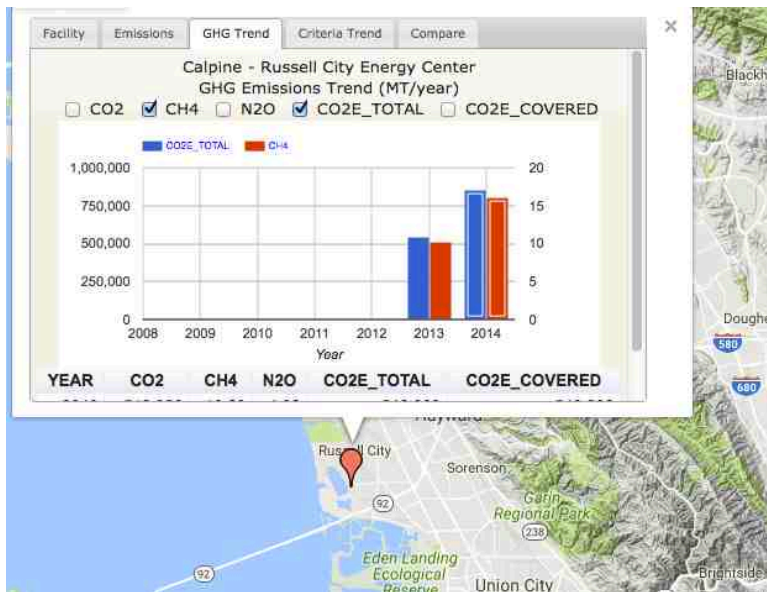 Facility Emissions GHG Trend Criteria Trend Compare ×
Calpine - Russell City Energy Center
GHG Emissions Trend (MT/year)
CO2 CH4 N2O CO2E_TOTAL CO2E_COVERED
CO2E_TOTAL CH4
1,000,000 20
750,000 15
500,000 10
250,000 5
0 0
2008 2009 2010 2011 2012 2013 2014
Year
YEAR CO2 CH4 N2O CO2E_TOTAL CO2E_COVERED
Hayward
Russell City
Sorenson
92
Garin
Regional Park
238
Eden Landing
Ecological
Reserve
92
Union City
Brightside
580
680